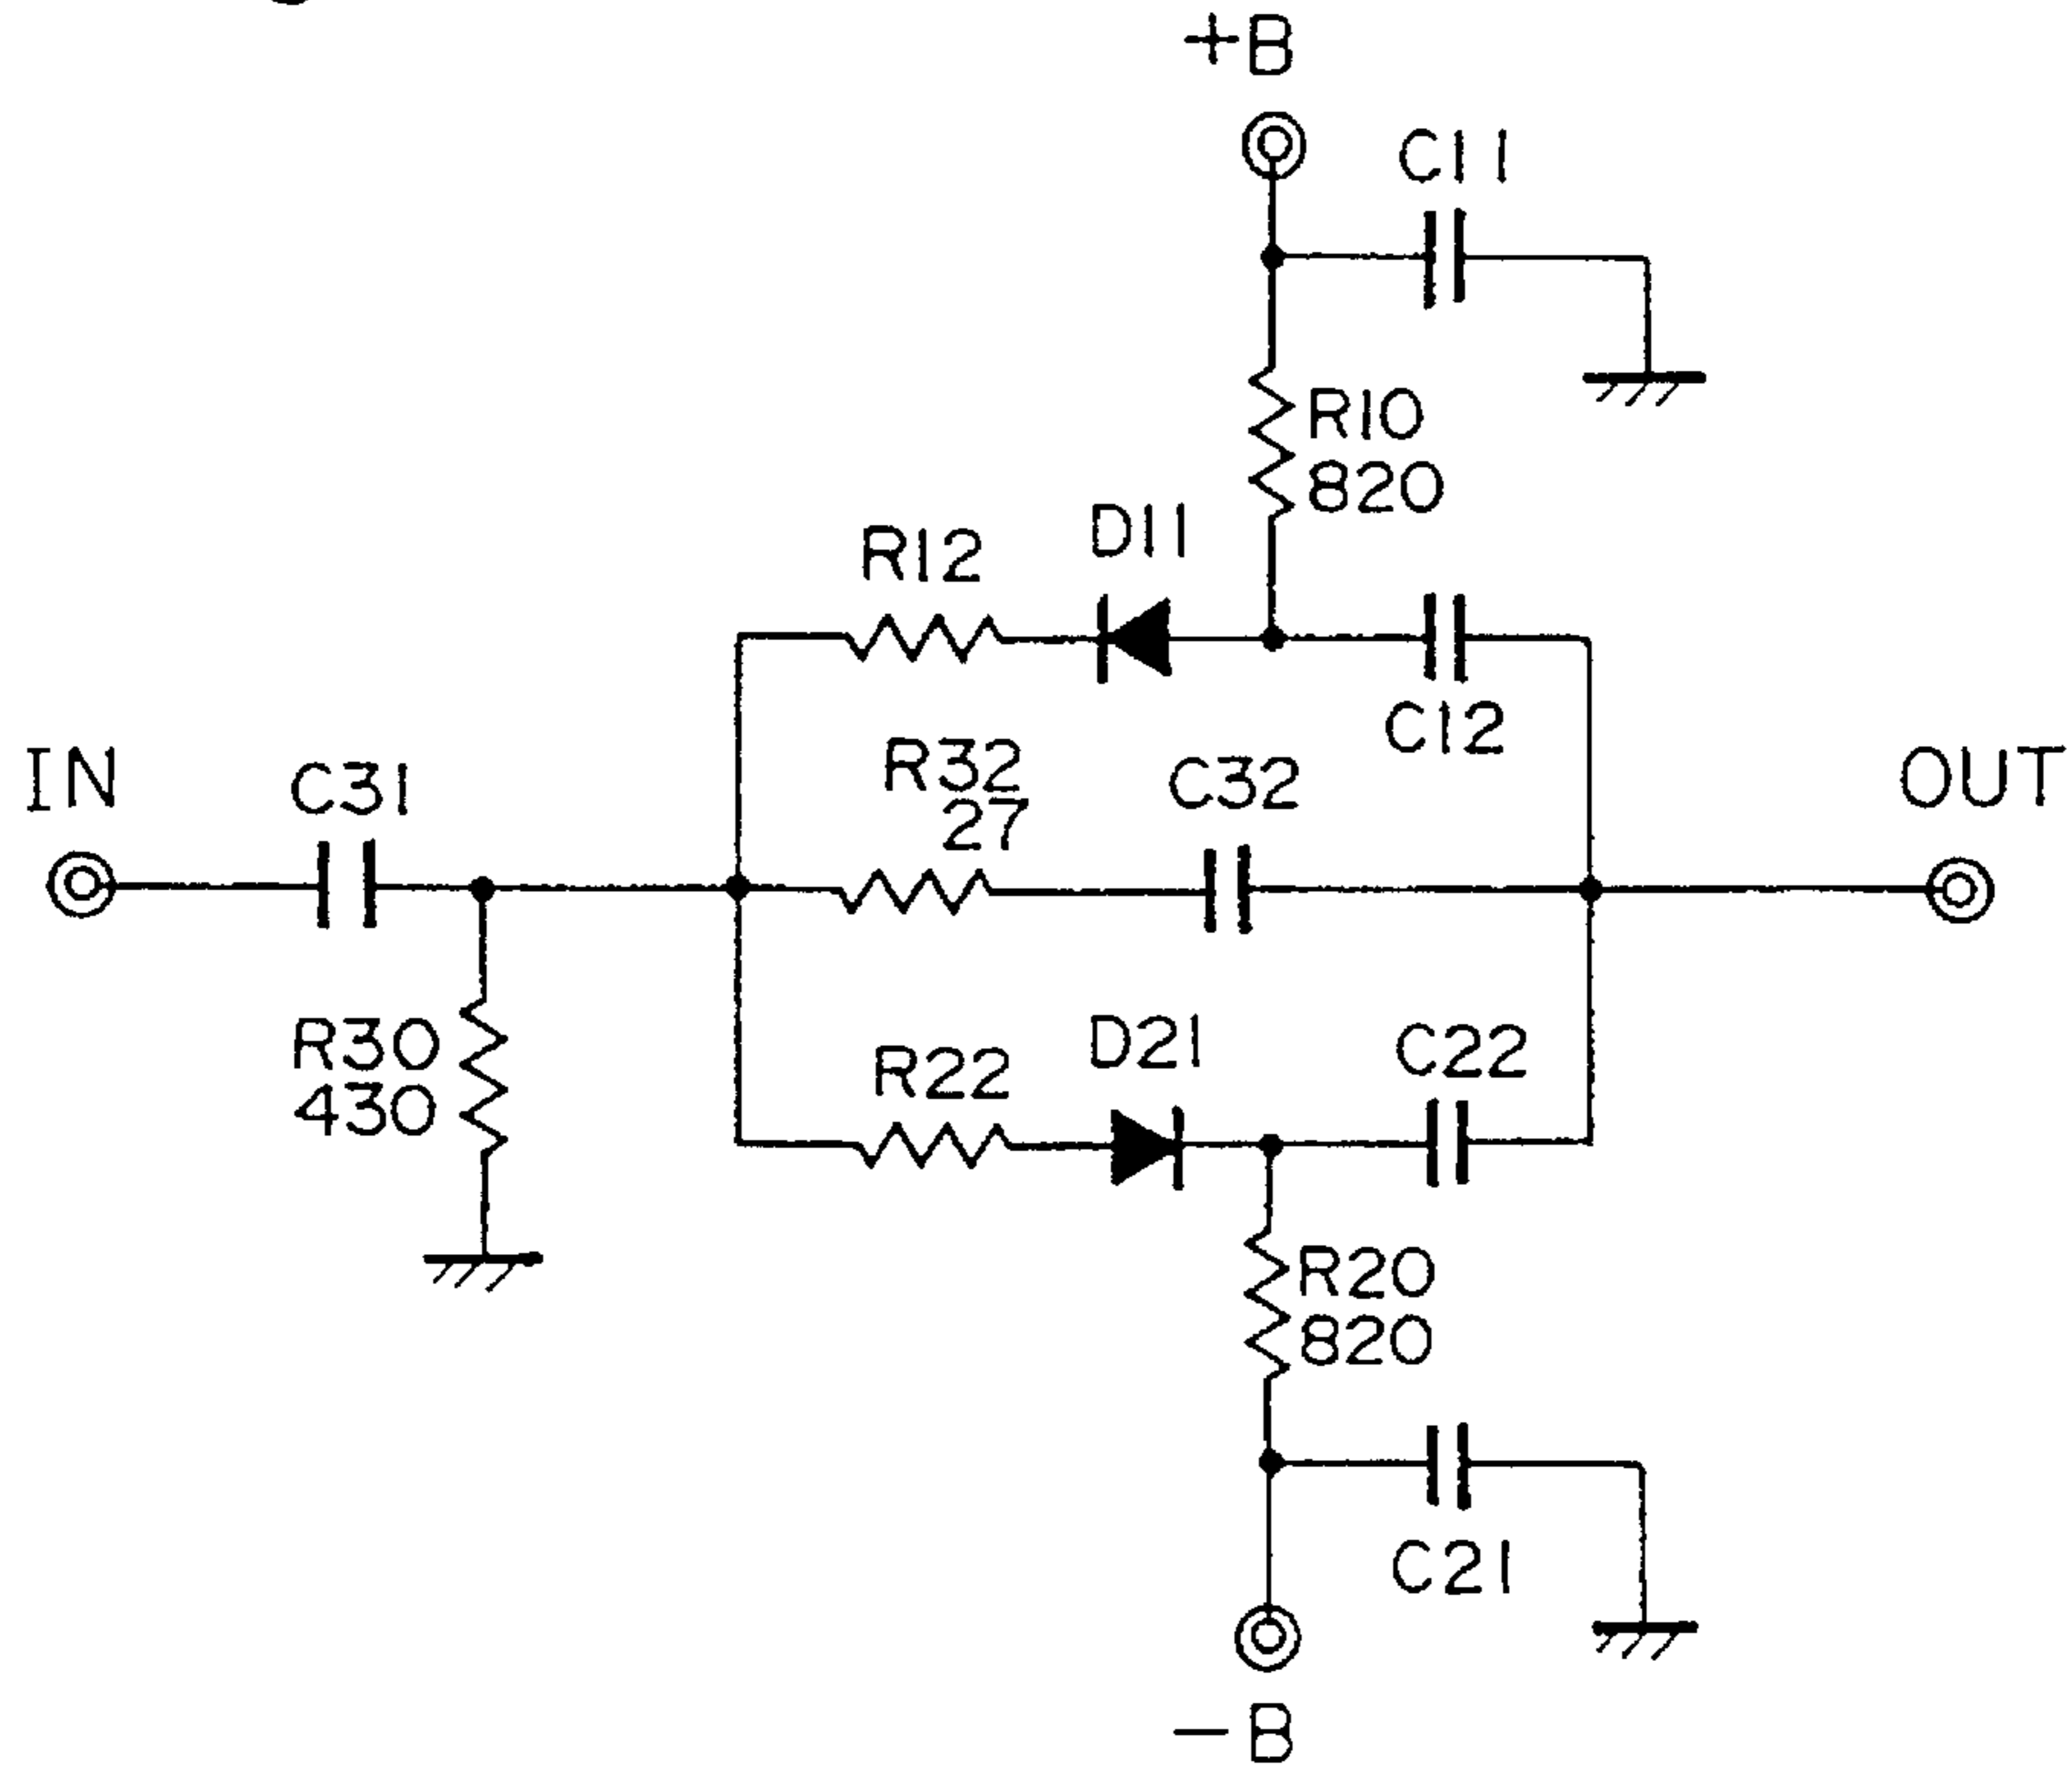 +B
C11
R10
820
D11
R12
C12
IN
C31
R32
27
C32
OUT
R30
430
R22
D21
C22
R20
820
C21
-B